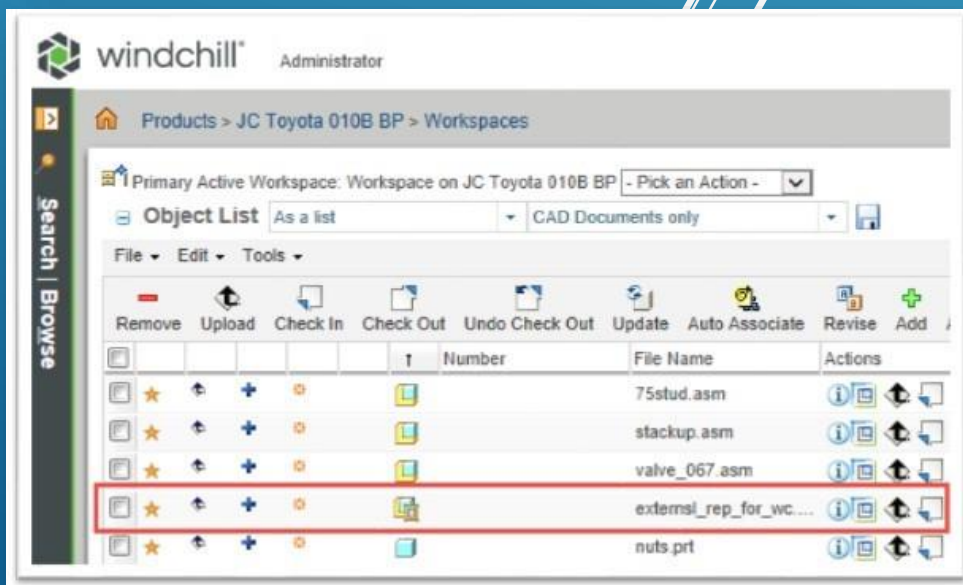 windchill® Administrator
Products > JC Toyota 010B BP > Workspaces
Primary Active Workspace: Workspace on JC Toyota 010B BP - Pick an Action -
Object List As a list CAD Documents only
File Edit Tools
Remove Upload Check In Check Out Undo Check Out Update Auto Associate Revise Add
Number File Name Actions
75stud.asm
stackup.asm
valve_067.asm
externsl_rep_for_wc....
nuts.prt
Search | Browse